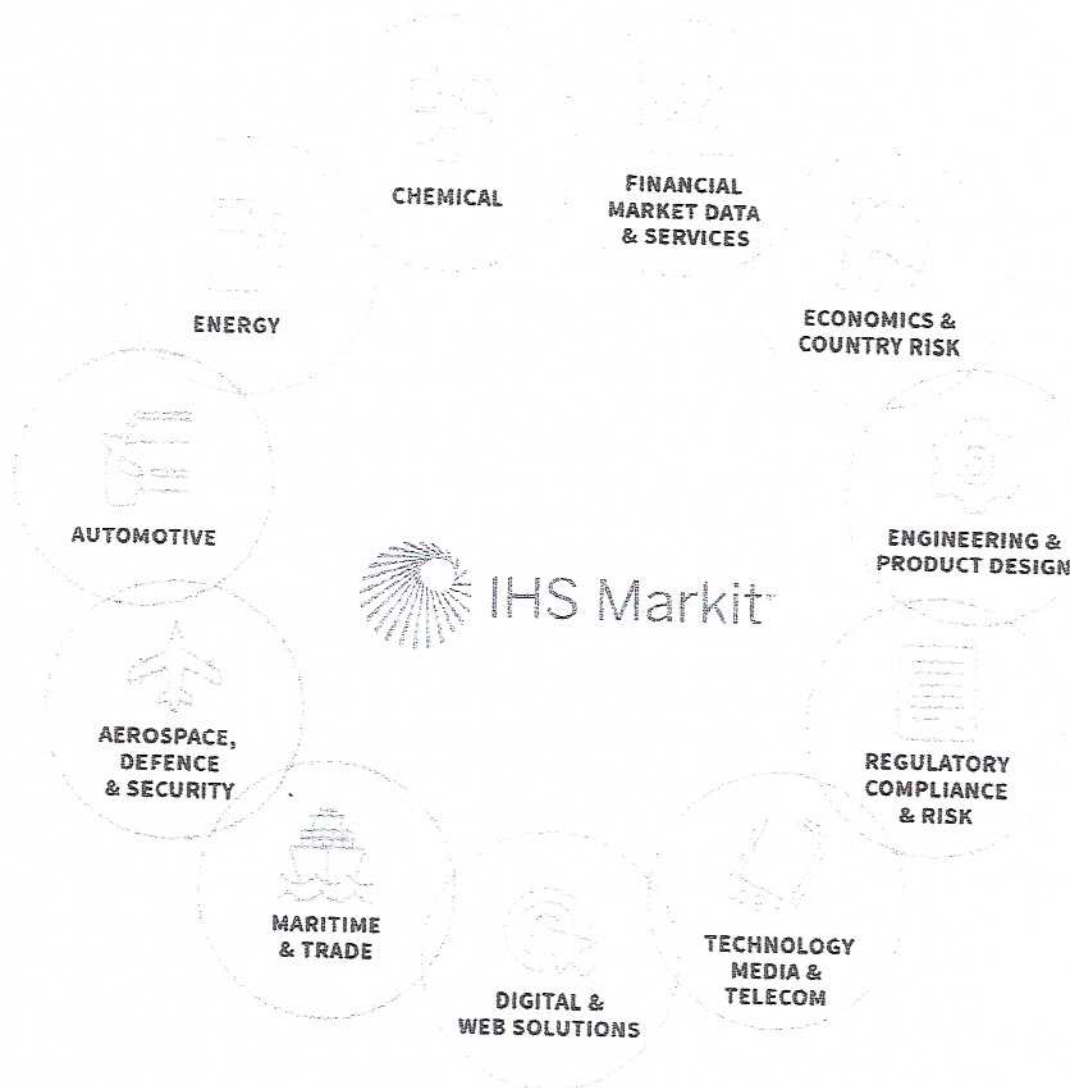 CHEMICAL
FINANCIAL
MARKET DATA
& SERVICES
ENERGY
ECONOMICS &
COUNTRY RISK
AUTOMOTIVE
ENGINEERING &
PRODUCT DESIGN
IHS Markit™
AEROSPACE,
DEFENCE
& SECURITY
REGULATORY
COMPLIANCE
& RISK
MARITIME
& TRADE
TECHNOLOGY
MEDIA &
TELECOM
DIGITAL &
WEB SOLUTIONS